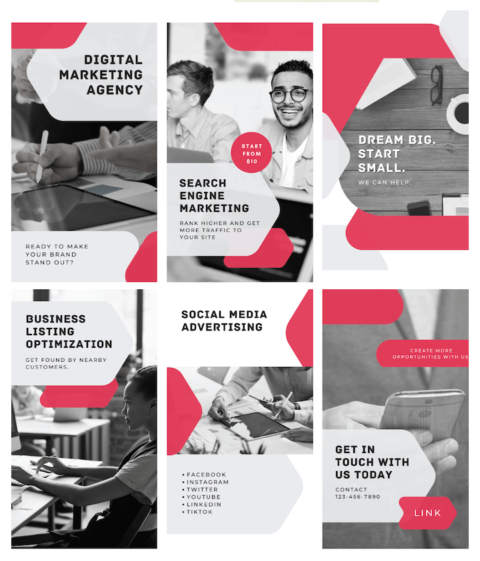 DIGITAL
MARKETING
AGENCY
READY TO MAKE
YOUR BRAND
STAND OUT?
START
FROM
$10
SEARCH
ENGINE
MARKETING
RANK HIGHER AND GET
MORE TRAFFIC TO
YOUR SITE
DREAM BIG.
START
SMALL.
WE CAN HELP
BUSINESS
LISTING
OPTIMIZATION
GET FOUND BY NEARBY
CUSTOMERS.
SOCIAL MEDIA
ADVERTISING
• FACEBOOK
• INSTAGRAM
• TWITTER
• YOUTUBE
• LINKEDIN
• TIKTOK
CREATE MORE
OPPORTUNITIES WITH US
GET IN
TOUCH WITH
US TODAY
CONTACT
123-456-7890
LINK